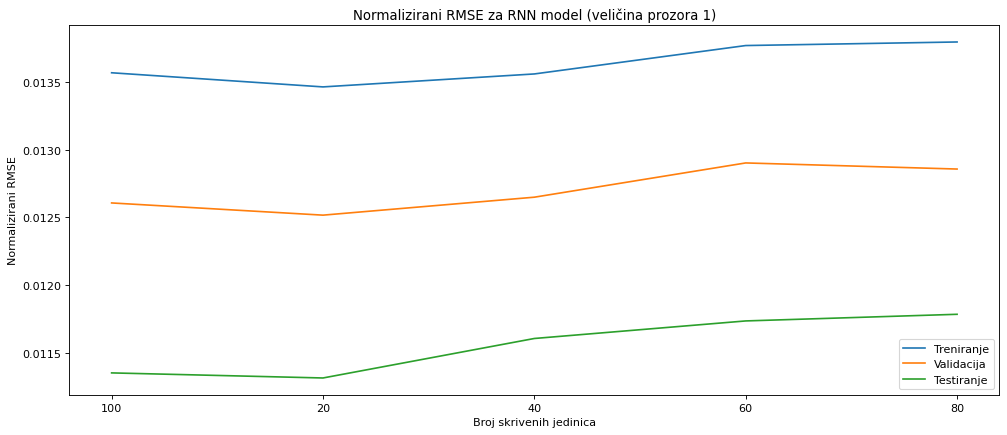 Normalizirani RMSE za RNN model (veličina prozora 1)
Normalizirani RMSE
0.0135
0.0130
0.0125
0.0120
0.0115
100 20 40 60 80
Broj skrivenih jedinica
Treniranje
Validacija
Testiranje